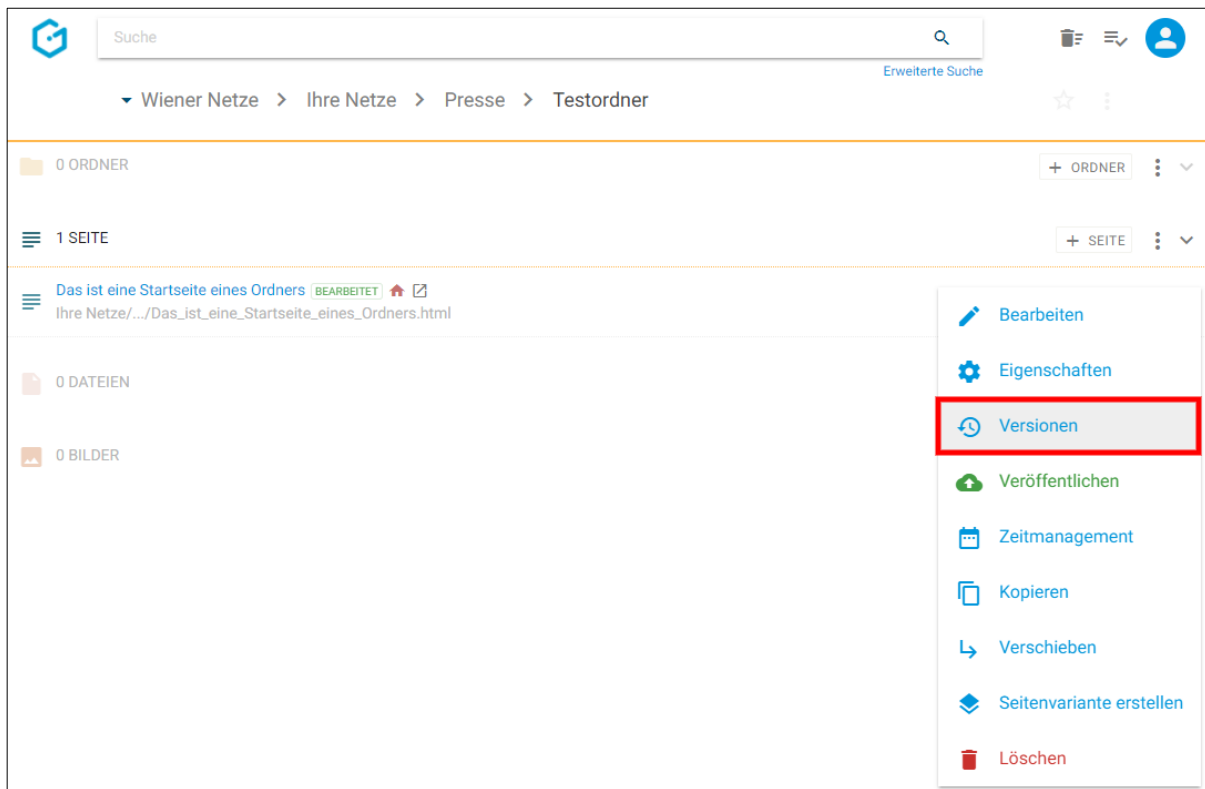 Suche
Erweiterte Suche
Wiener Netze > Ihre Netze > Presse > Testordner
0 ORDNER
+ ORDNER
1 SEITE
+ SEITE
Das ist eine Startseite eines Ordners BEARBEITET
Ihre Netze/.../Das_ist_eine_Startseite_eines_Ordners.html
0 DATEIEN
0 BILDER
Bearbeiten
Eigenschaften
Versionen
Veröffentlichen
Zeitmanagement
Kopieren
Verschieben
Seitenvariante erstellen
Löschen